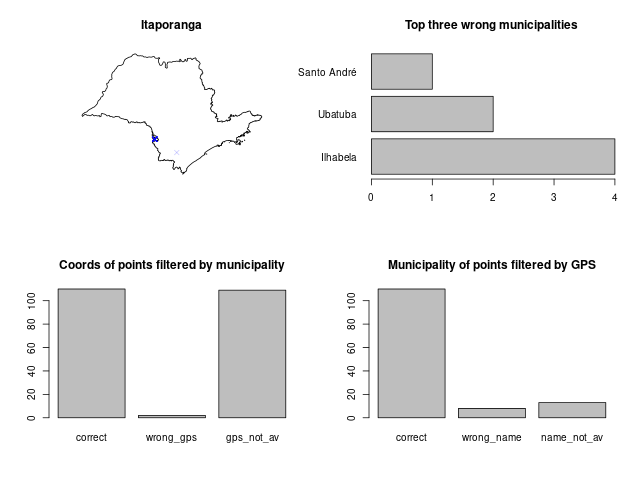 Itaporanga
Top three wrong municipalities
Santo André
Ubatuba
Ilhabela
0 1 2 3 4
Coords of points filtered by municipality
0 20 40 60 80 100
correct wrong_gps gps_not_av
Municipality of points filtered by GPS
0 20 40 60 80 100
correct wrong_name name_not_av